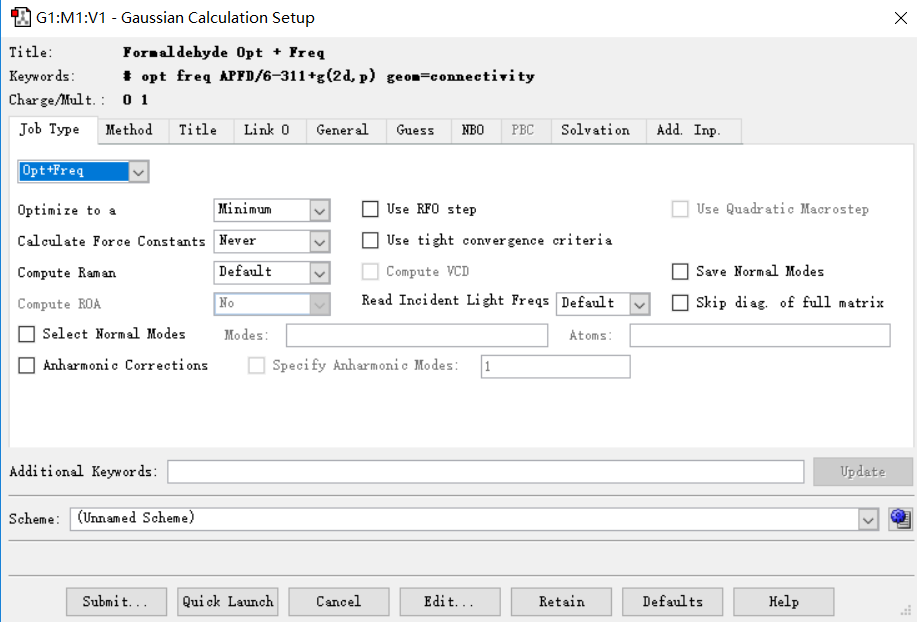 G1:M1:V1 - Gaussian Calculation Setup
Title: Formaldehyde Opt + Freq
Keywords: # opt freq APFD/6-311+g(2d,p) geom=connectivity
Charge/Mult.: 0 1
Job Type Method Title Link 0 General Guess NBO PBC Solvation Add. Inp.
Opt+Freq
Optimize to a Minimum Use RFO step Use Quadratic Macrostep
Calculate Force Constants Never Use tight convergence criteria
Compute Raman Default Compute VCD Save Normal Modes
Compute ROA No Read Incident Light Freqs Default Skip diag. of full matrix
Select Normal Modes Modes: Atoms:
Anharmonic Corrections Specify Anharmonic Modes: 1
Additional Keywords: Update
Scheme: (Unnamed Scheme)
Submit... Quick Launch Cancel Edit... Retain Defaults Help